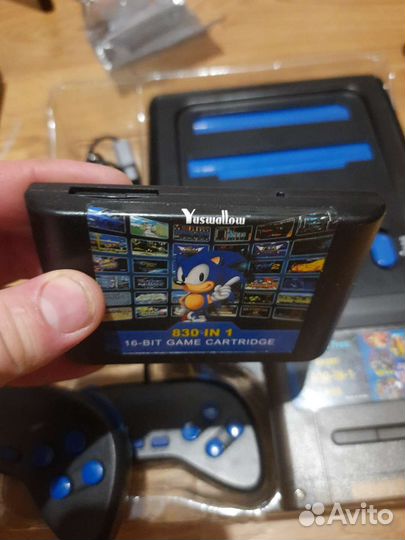 Yuswallow
830-IN 1
16-BIT GAME CARTRIDGE
Avito